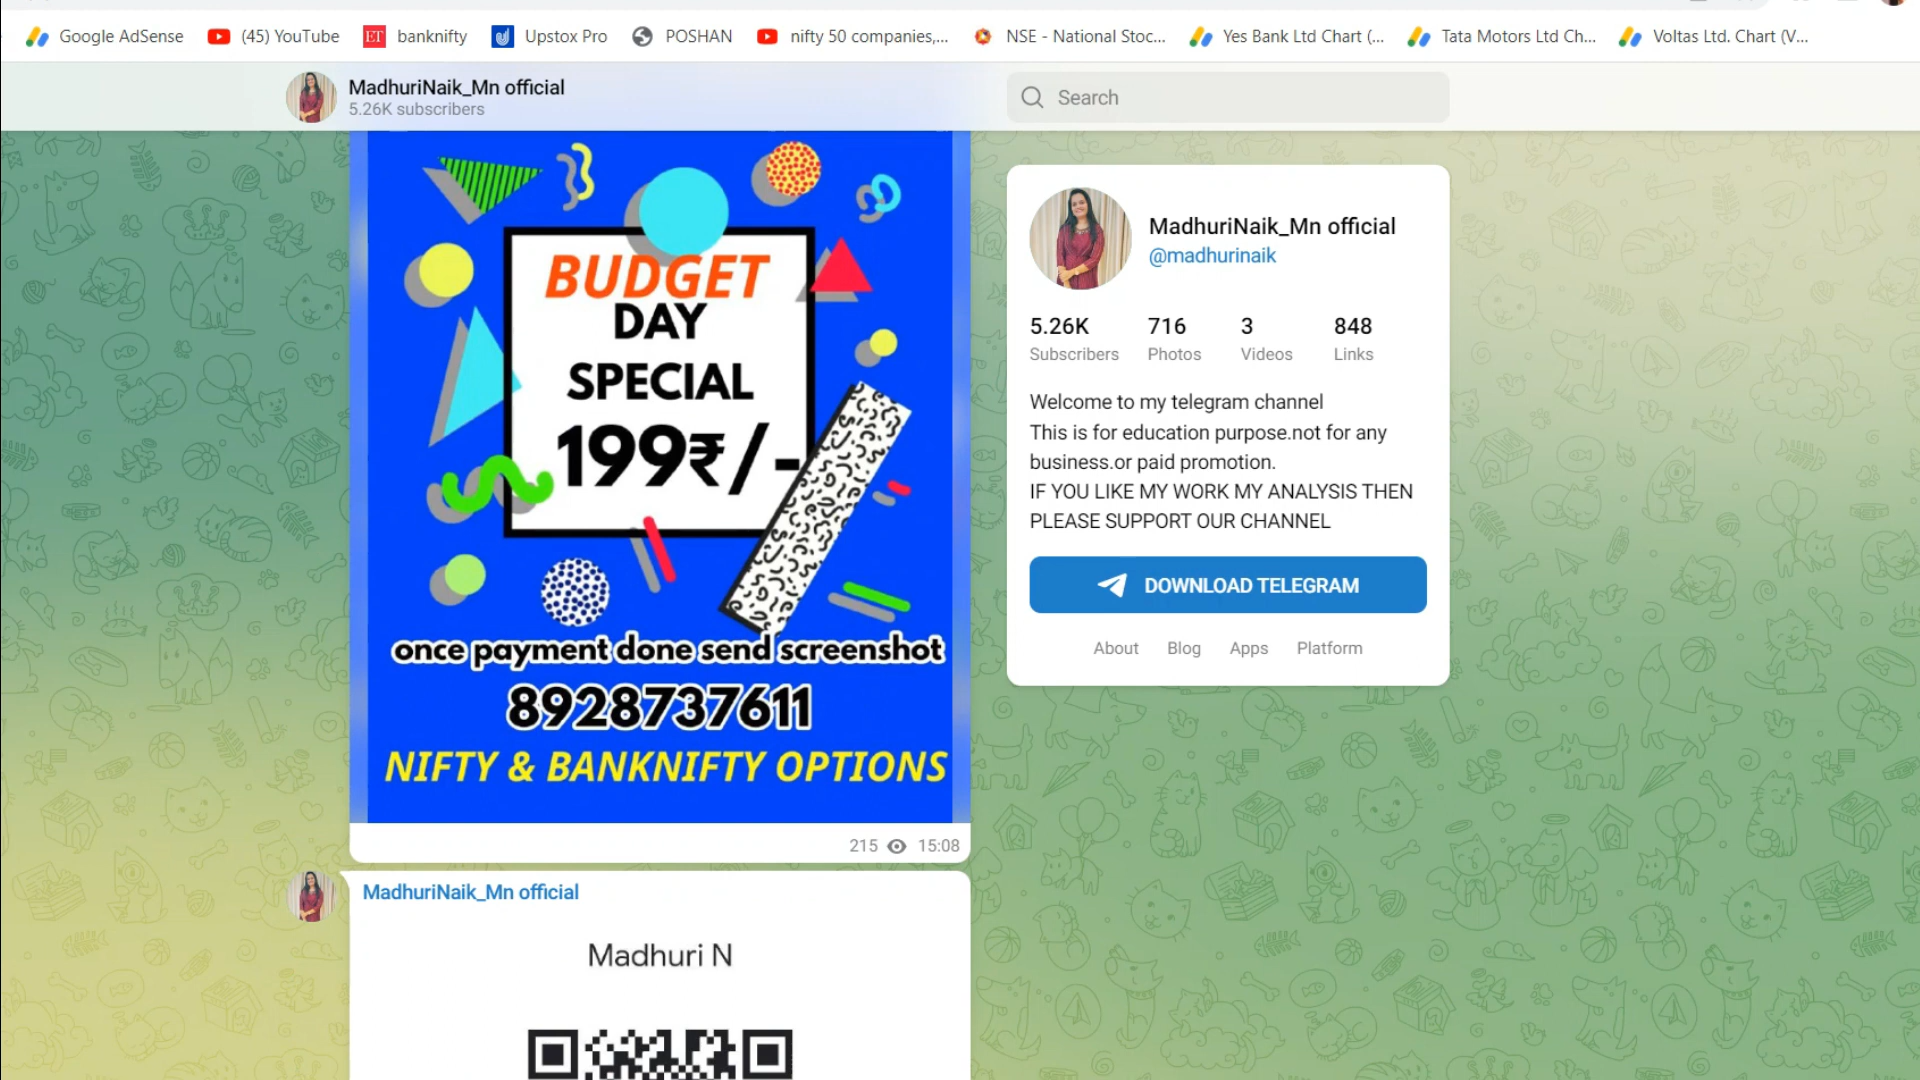 Google AdSense
(45) YouTube
ET
banknifty
Upstox Pro
POSHAN
nifty 50 companies,...
NSE - National Stoc...
Yes Bank Ltd Chart (...
Tata Motors Ltd Ch...
Voltas Ltd. Chart (V...
MadhuriNaik_Mn official
5.26K subscribers
Search
BUDGET
DAY
SPECIAL
199₹/-
once payment done send screenshot
8928737611
NIFTY & BANKNIFTY OPTIONS
215 15:08
MadhuriNaik_Mn official
Madhuri N
MadhuriNaik_Mn official
@madhurinaik
5.26K 716 3 848
Subscribers Photos Videos Links
Welcome to my telegram channel
This is for education purpose.not for any
business.or paid promotion.
IF YOU LIKE MY WORK MY ANALYSIS THEN
PLEASE SUPPORT OUR CHANNEL
DOWNLOAD TELEGRAM
About Blog Apps Platform